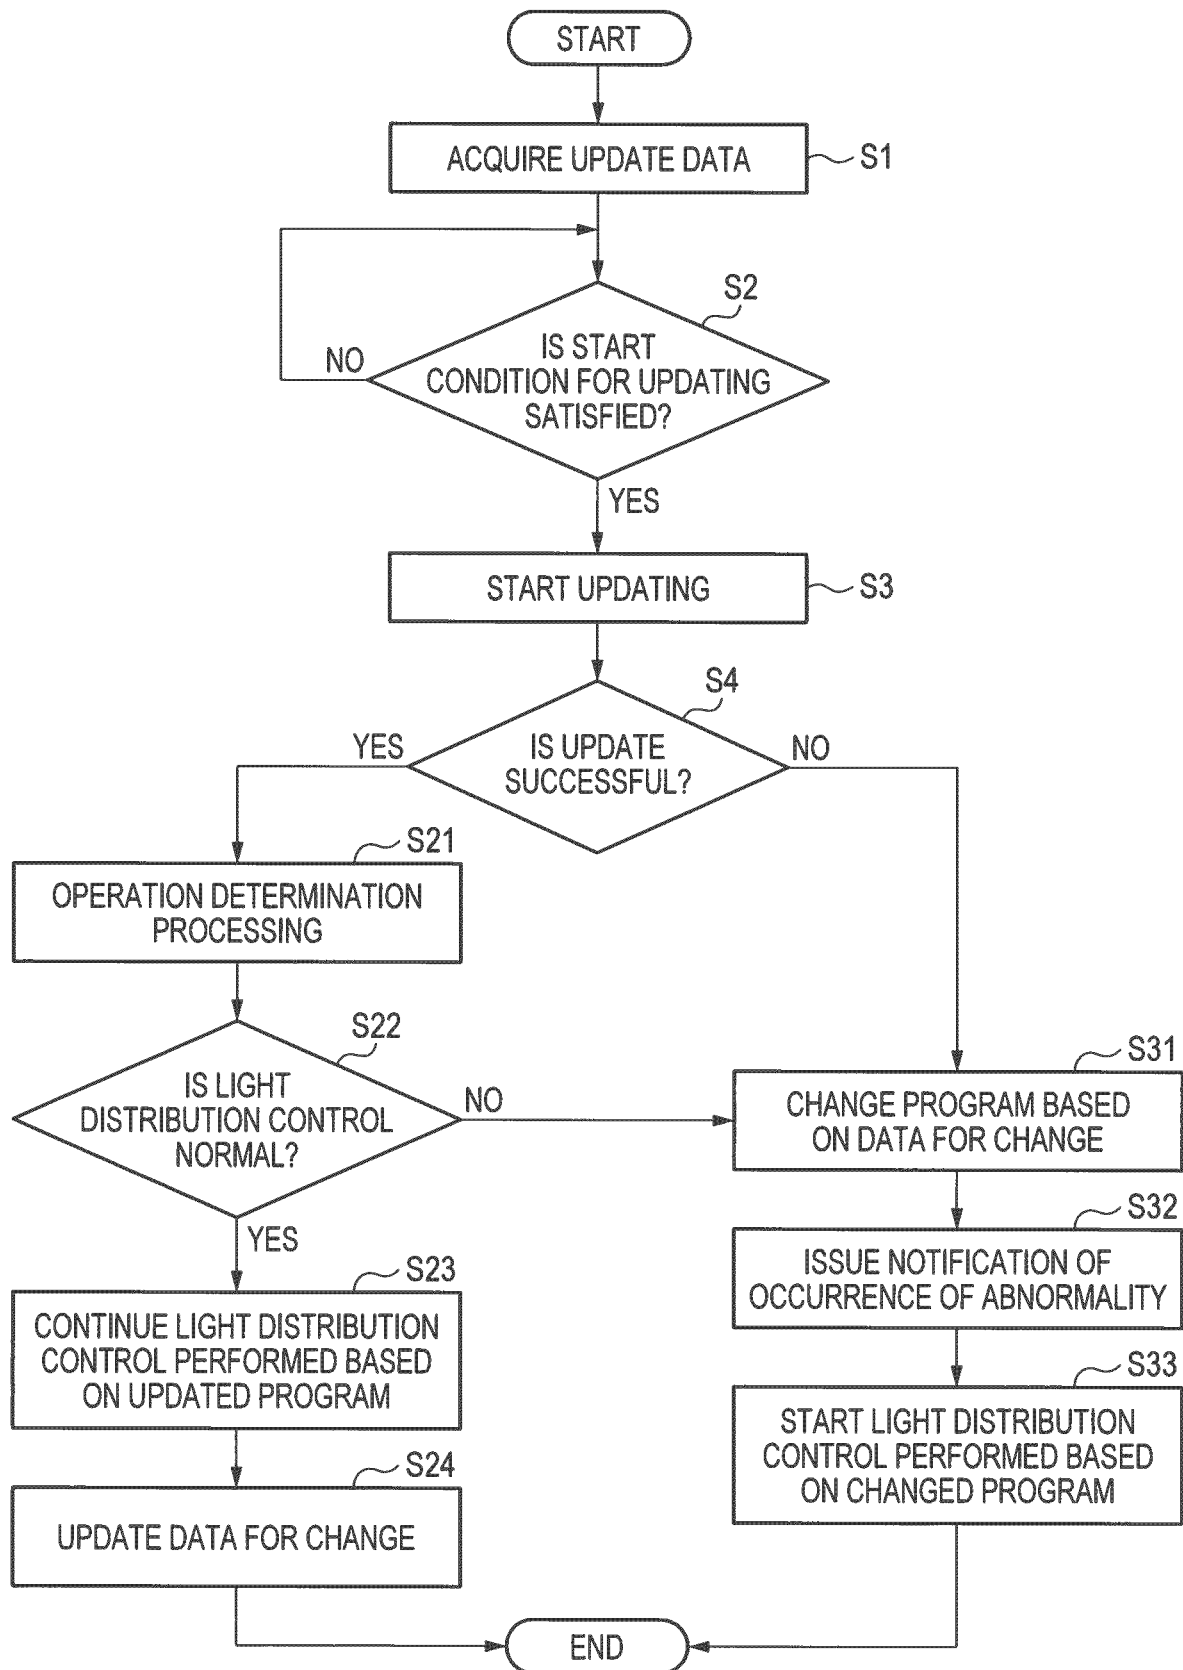 START
ACQUIRE UPDATE DATA
S1
S2
IS START
CONDITION FOR UPDATING
SATISFIED?
NO
YES
START UPDATING
S3
S4
IS UPDATE
SUCCESSFUL?
YES
NO
S21
OPERATION DETERMINATION
PROCESSING
S22
IS LIGHT
DISTRIBUTION CONTROL
NORMAL?
NO
YES
S31
CHANGE PROGRAM BASED
ON DATA FOR CHANGE
S32
ISSUE NOTIFICATION OF
OCCURRENCE OF ABNORMALITY
S23
CONTINUE LIGHT DISTRIBUTION
CONTROL PERFORMED BASED
ON UPDATED PROGRAM
S33
START LIGHT DISTRIBUTION
CONTROL PERFORMED BASED
ON CHANGED PROGRAM
S24
UPDATE DATA FOR CHANGE
END